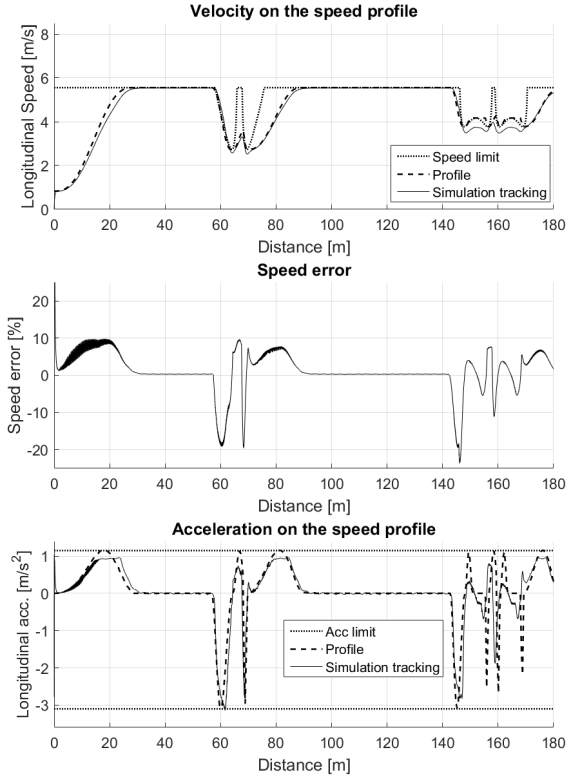 Velocity on the speed profile
Longitudinal Speed [m/s]
8
6
4
2
0
0 20 40 60 80 100 120 140 160 180
Distance [m]
Speed limit
Profile
Simulation tracking
Speed error
Speed error [%]
20
10
0
-10
-20
0 20 40 60 80 100 120 140 160 180
Distance [m]
Acceleration on the speed profile
Longitudinal acc. [m/s²]
1
0
-1
-2
-3
0 20 40 60 80 100 120 140 160 180
Distance [m]
Acc limit
Profile
Simulation tracking